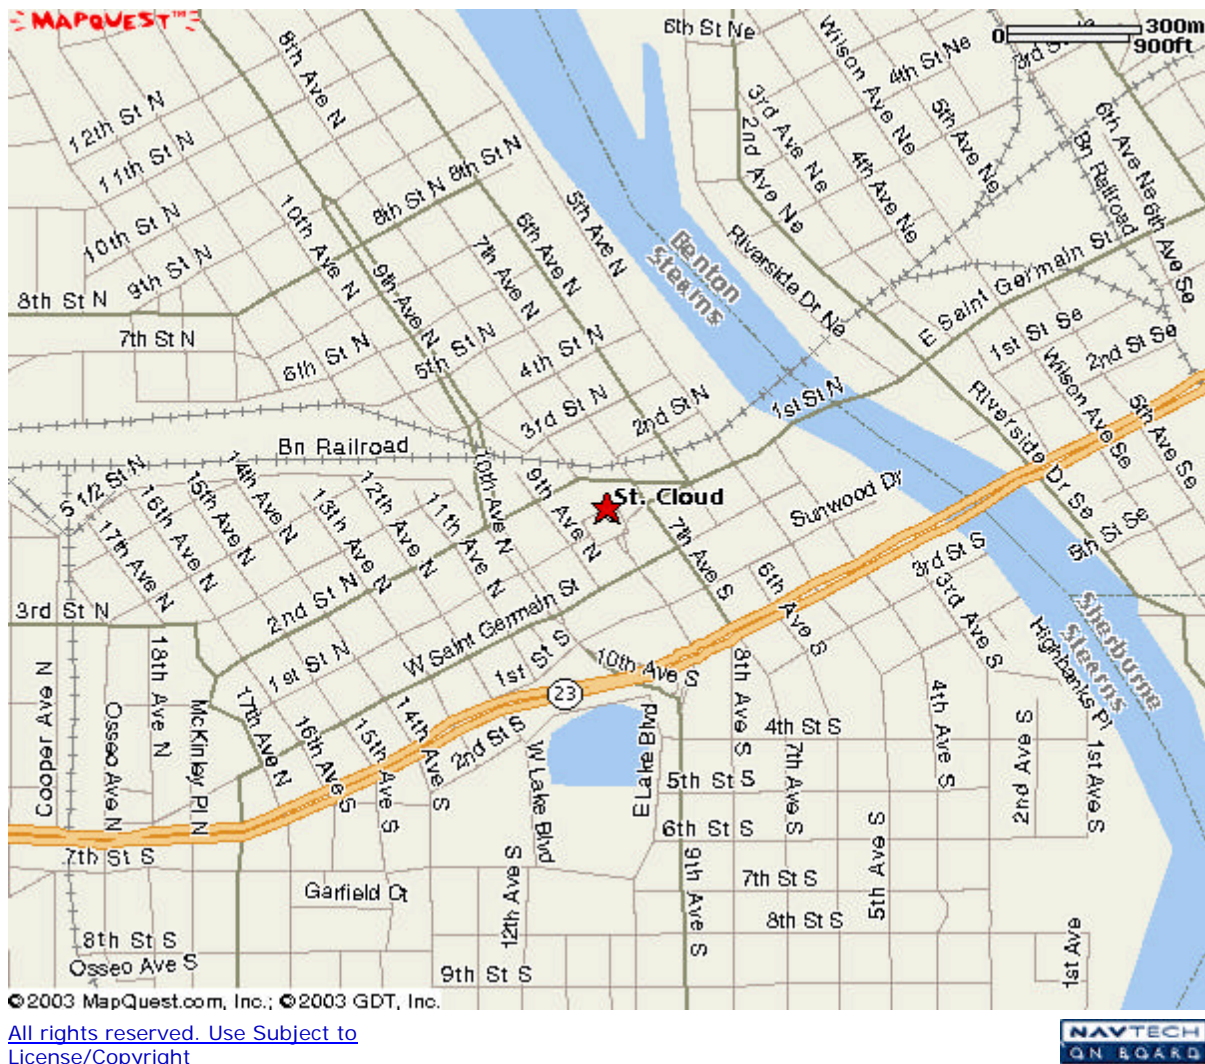 MAPQUEST™
6th St Ne
0
300m
900ft
3rd St
8th Ave N
Wilson Ave Ne
4th St Ne
12th St N
3rd Ave Ne
5th Ave Ne
6th Ave Ne
11th St N
2nd Ave Ne
4th Ave Ne
Bn Railroad
8th St N
8th St N
5th Ave N
10th St N
10th Ave N
6th Ave N
7th Ave N
Riverside Dr Ne
6th Ave Se
9th St N
9th Ave N
Benton
Stearns
E Saint Germain St
8th St N
7th St N
6th St N
5th St N
4th St N
1st St Se
2nd St Se
Wilson Ave Se
3rd St N
2nd St N
1st St N
Riverside Dr Se
5th Ave Se
Bn Railroad
S 1/2 St N
17th Ave N
16th Ave N
15th Ave N
14th Ave N
13th Ave N
12th Ave N
11th Ave N
10th Ave N
9th Ave N
St. Cloud
Sunwood Dr
7th Ave S
6th St Se
3rd St N
2nd St N
W Saint Germain St
6th Ave S
3rd St S
3rd Ave S
Sherburne
Stearns
Highbanks Pl
1st St N
1st St S
10th Ave S
23
Cooper Ave N
Osseo Ave N
18th Ave N
McKinley Pl N
17th Ave N
16th Ave S
15th Ave S
14th Ave S
2nd St S
W Lake Blvd
E Lake Blvd
8th Ave S
4th St S
7th Ave S
4th Ave S
2nd Ave S
1st Ave S
5th St S
6th St S
7th St S
Garfield Ct
12th Ave S
9th Ave S
7th St S
5th Ave S
8th St S
8th St S
Osseo Ave S
9th St S
1st Ave
©2003 MapQuest.com, Inc.; ©2003 GDT, Inc.
All rights reserved. Use Subject to
License/Copyright
NAVTECH
ON BOARD